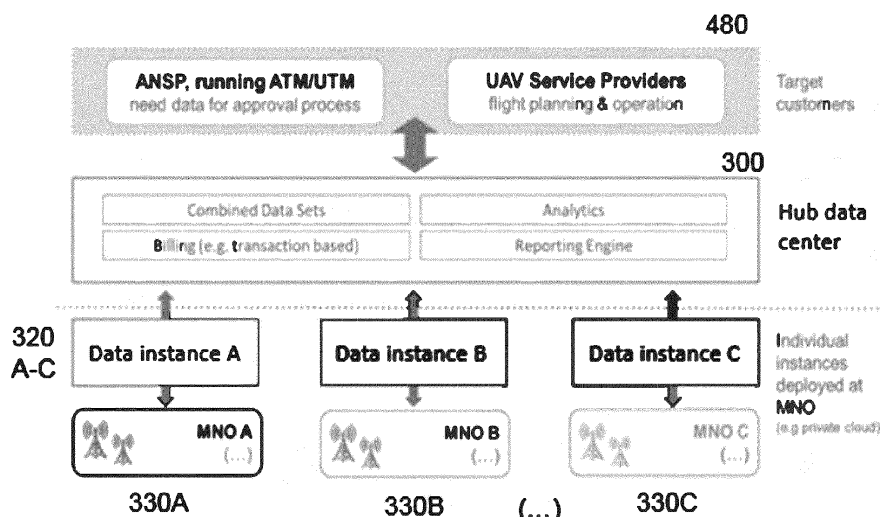 480
ANSP, running ATM/UTM
need data for approval process
UAV Service Providers
flight planning & operation
Target
customers
300
Combined Data Sets
Analytics
Billing (e.g. transaction based)
Reporting Engine
Hub data
center
320
A-C
Data instance A
Data instance B
Data instance C
Individual
instances
deployed at
MNO
(e.g private cloud)
MNO A
(...)
MNO B
(...)
MNO C
(...)
330A
330B
(...)
330C